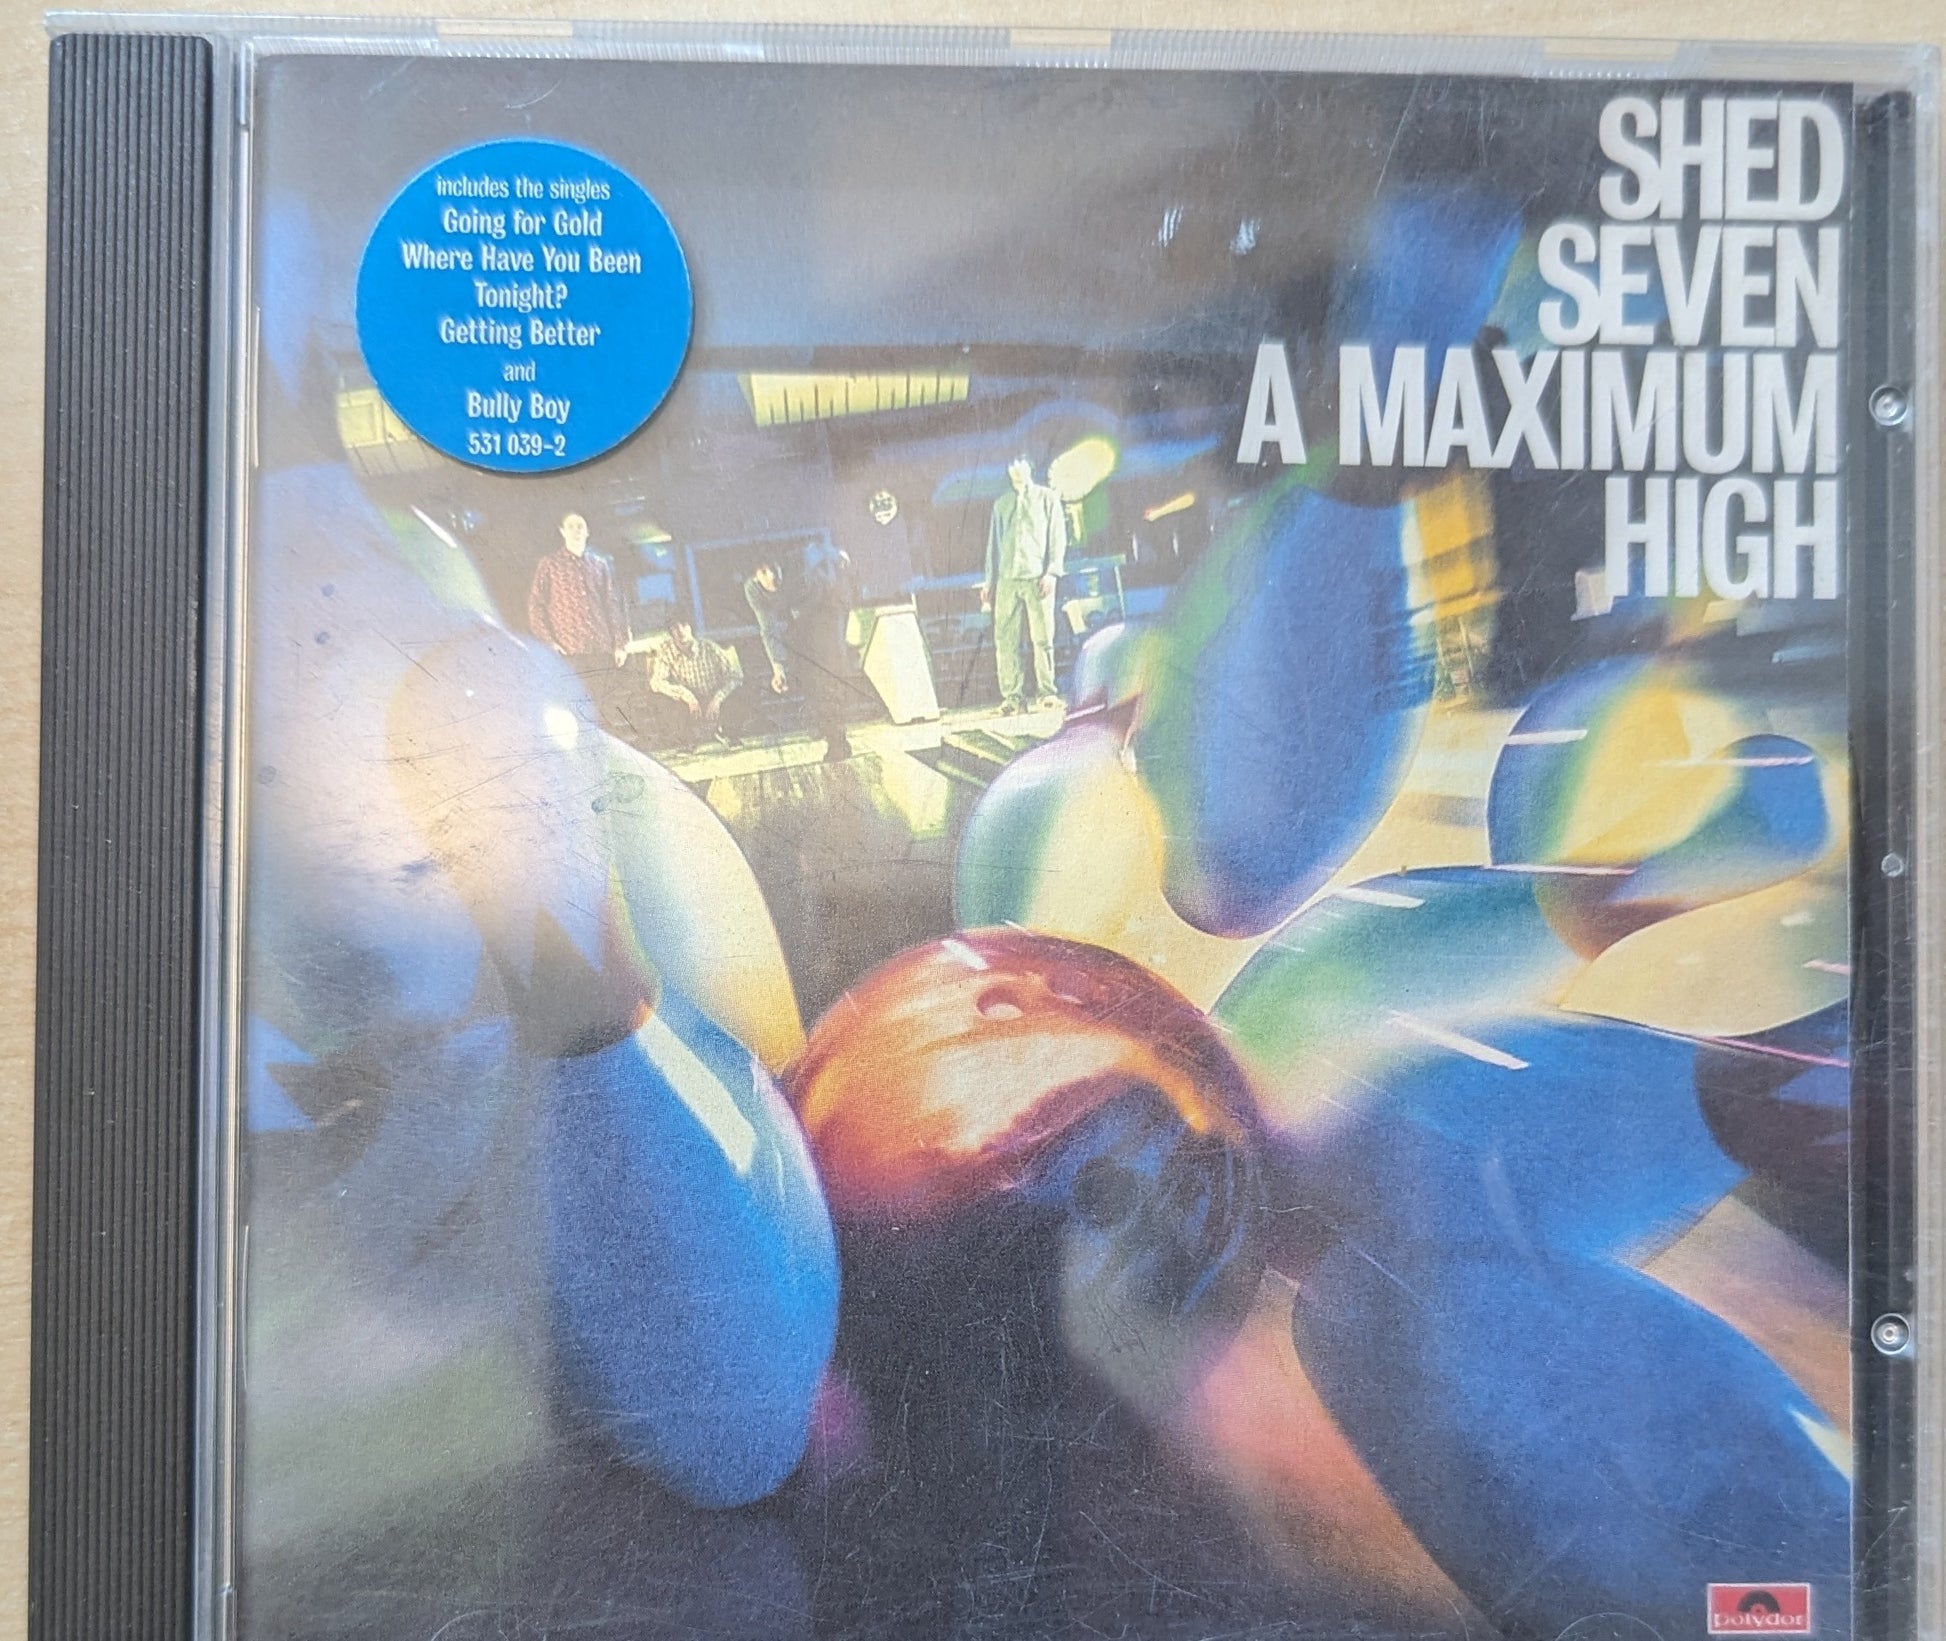 includes the singles
Going for Gold
Where Have You Been
Tonight?
Getting Better
and
Bully Boy
531 039-2
SHED
SEVEN
A MAXIMUM
HIGH
polydor